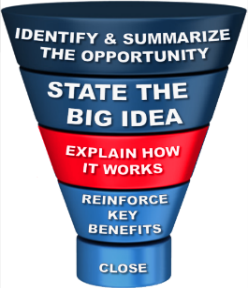 IDENTIFY & SUMMARIZE
THE OPPORTUNITY
STATE THE
BIG IDEA
EXPLAIN HOW
IT WORKS
REINFORCE
KEY
BENEFITS
CLOSE